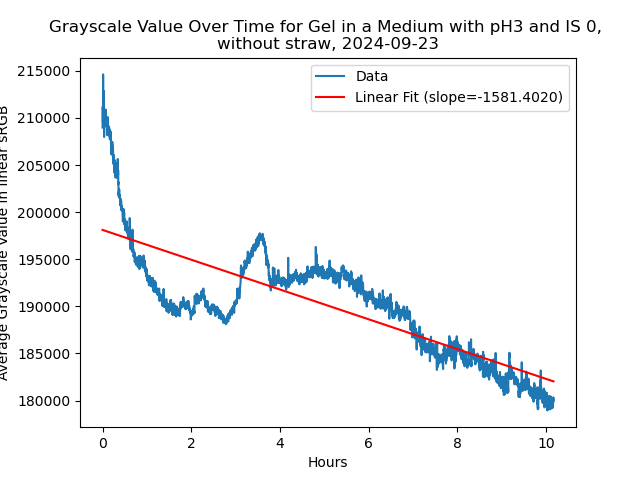 Grayscale Value Over Time for Gel in a Medium with pH3 and IS 0,
without straw, 2024-09-23
Data
Linear Fit (slope=-1581.4020)
215000
210000
205000
200000
195000
190000
185000
180000
Average Grayscale Value in linear sRGB
0 2 4 6 8 10
Hours